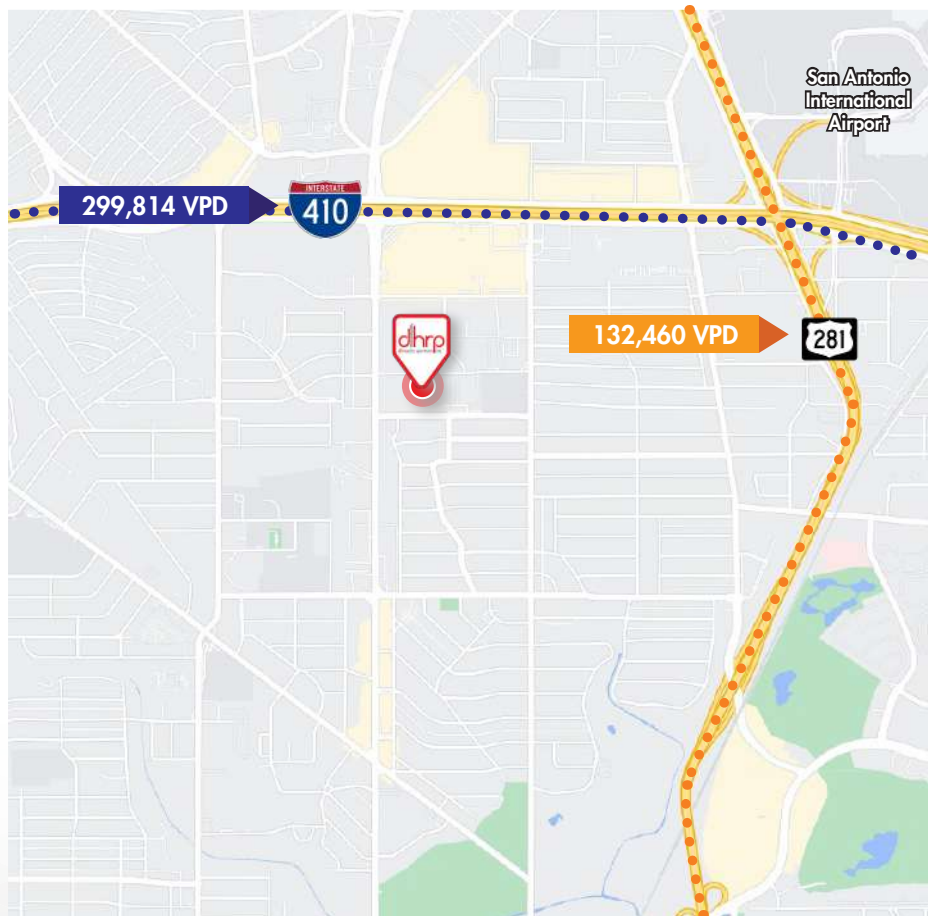 San Antonio
International
Airport
299,814 VPD
INTERSTATE
410
dhrp
132,460 VPD
281